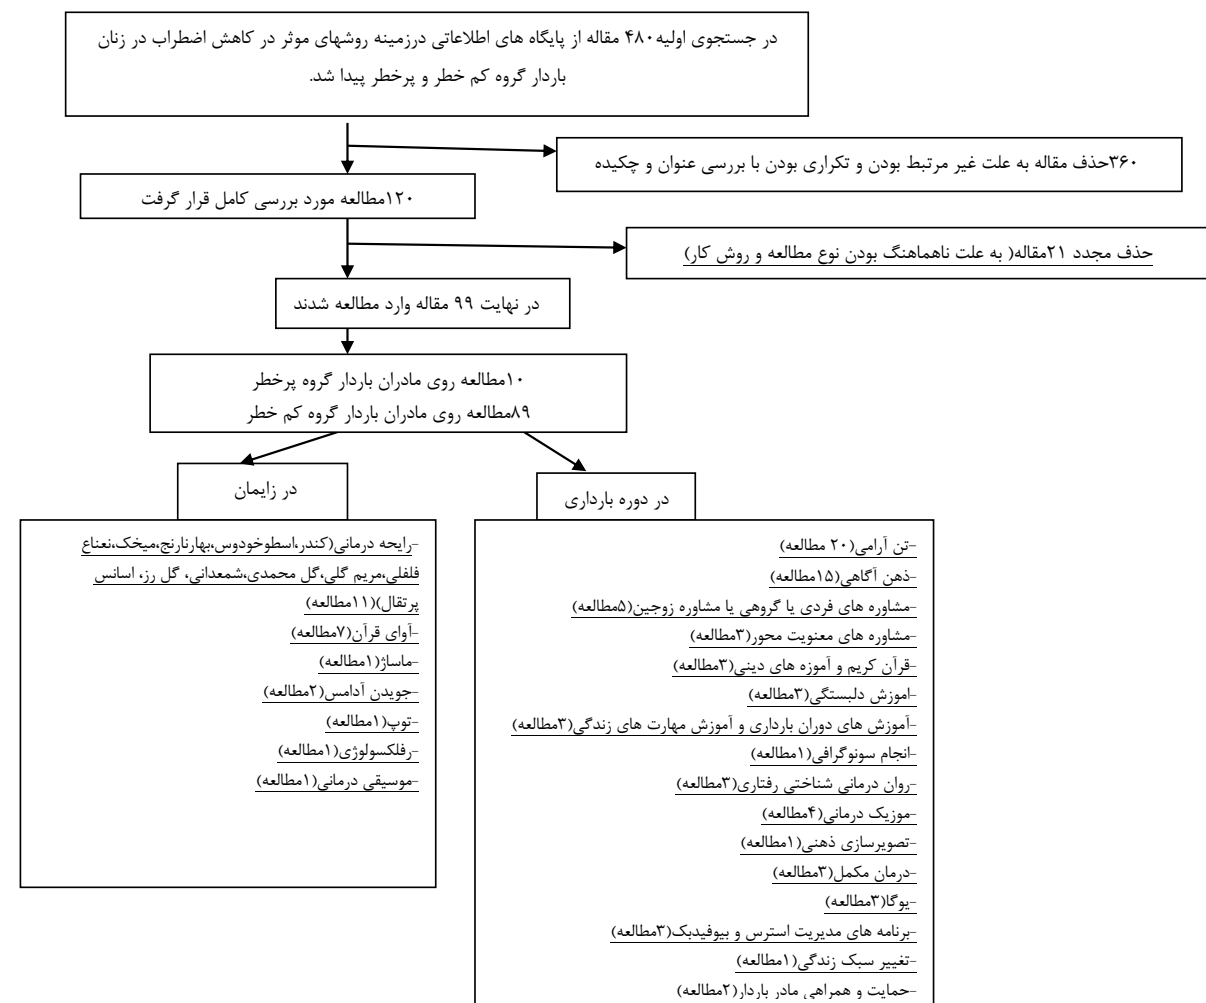 در جستجوی اولیه۴۸۰ مقاله از پایگاه های اطلاعاتی درزمینه روشهای موثر در کاهش اضطراب در زنان
باردار گروه کم خطر و پرخطر پیدا شد.
۳۶۰حذف مقاله به علت غیر مرتبط بودن و تکراری بودن با بررسی عنوان و چکیده
۱۲۰مطالعه مورد بررسی کامل قرار گرفت
حذف مجدد ۲۱مقاله( به علت ناهماهنگ بودن نوع مطالعه و روش کار)
در نهایت ۹۹ مقاله وارد مطالعه شدند
۱۰مطالعه روی مادران باردار گروه پرخطر
۸۹مطالعه روی مادران باردار گروه کم خطر
در دوره بارداری
-تن آرامی(۲۰ مطالعه)
-ذهن آگاهی(۱۵مطالعه)
-مشاوره های فردی یا گروهی یا مشاوره زوجین(۵مطالعه)
-مشاوره های معنویت محور(۳مطالعه)
-قرآن کریم و آموزه های دینی(۳مطالعه)
-اموزش دلبستگی(۳مطالعه)
-آموزش های دوران بارداری و آموزش مهارت های زندگی(۳مطالعه)
-انجام سونوگرافی(۱مطالعه)
-روان درمانی شناختی رفتاری(۳مطالعه)
-موزیک درمانی(۴مطالعه)
-تصویرسازی ذهنی(۱مطالعه)
-درمان مکمل(۳مطالعه)
-یوگا(۳مطالعه)
-برنامه های مدیریت استرس و بیوفیدبک(۳مطالعه)
-تغییر سبک زندگی(۱مطالعه)
-حمایت و همراهی مادر باردار(۲مطالعه)
در زایمان
-رایحه درمانی(کندر،اسطوخودوس،بهارنارنج،میخک،نعناع
فلفلی،مریم گلی،گل محمدی،شمعدانی، گل رز، اسانس
پرتقال)(۱۱مطالعه)
-آوای قرآن(۷مطالعه)
-ماساژ(۱مطالعه)
-جویدن آدامس(۲مطالعه)
-توپ(۱مطالعه)
-رفلکسولوژی(۱مطالعه)
-موسیقی درمانی(۱مطالعه)